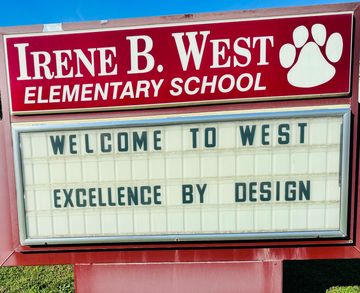 IRENE B. WEST
ELEMENTARY SCHOOL
WELCOME TO WEST
EXCELLENCE BY DESIGN